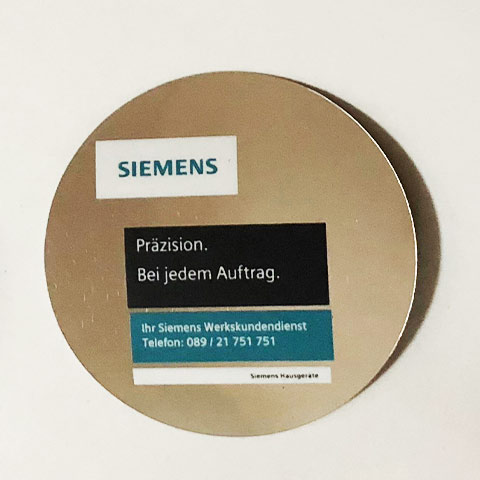 SIEMENS
Präzision.
Bei jedem Auftrag.
Ihr Siemens Werkskundendienst
Telefon: 089 / 21 751 751
Siemens Hausgeräte